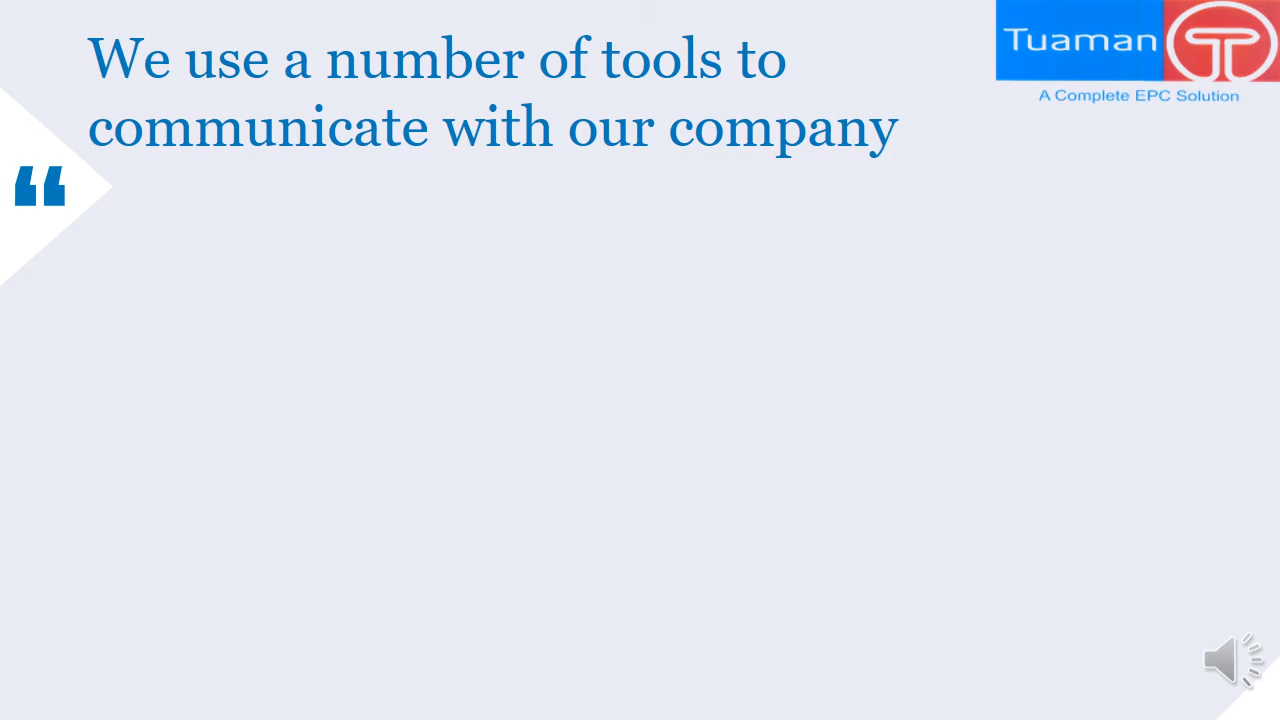 We use a number of tools to
communicate with our company
Tuaman
A Complete EPC Solution
“